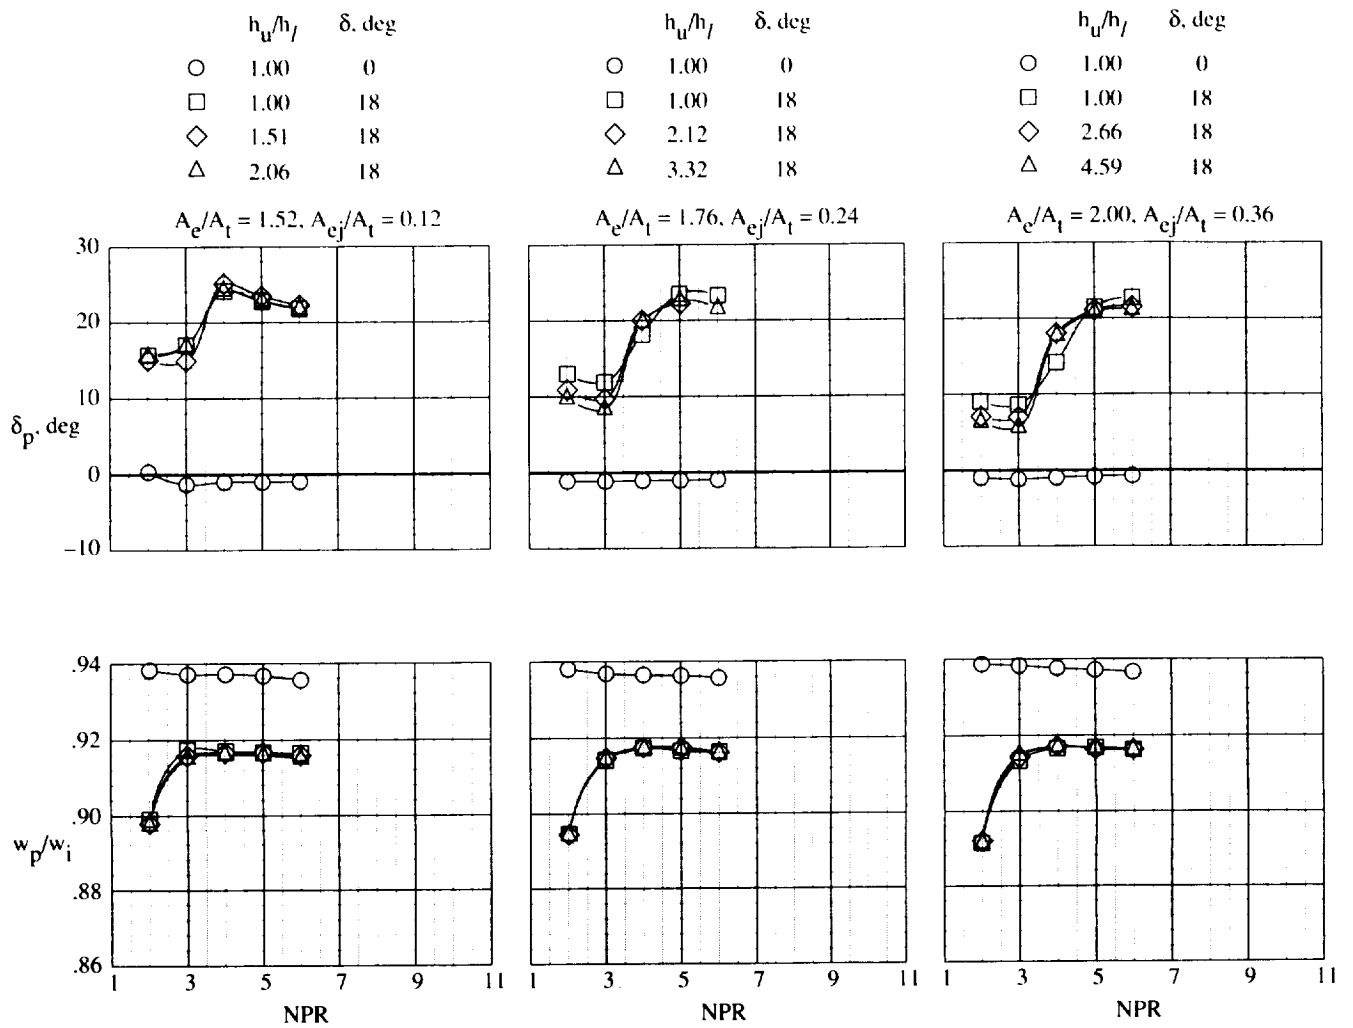 h_u/h_l δ, deg
○ 1.00 0
□ 1.00 18
◇ 1.51 18
△ 2.06 18
A_e/A_t = 1.52, A_ej/A_t = 0.12
h_u/h_l δ, deg
○ 1.00 0
□ 1.00 18
◇ 2.12 18
△ 3.32 18
A_e/A_t = 1.76, A_ej/A_t = 0.24
h_u/h_l δ, deg
○ 1.00 0
□ 1.00 18
◇ 2.66 18
△ 4.59 18
A_e/A_t = 2.00, A_ej/A_t = 0.36
30
20
10
δ_p, deg
0
−10
.94
.92
.90
w_p/w_i
.88
.86
1 3 5 7 9 11
NPR
1 3 5 7 9 11
NPR
1 3 5 7 9 11
NPR